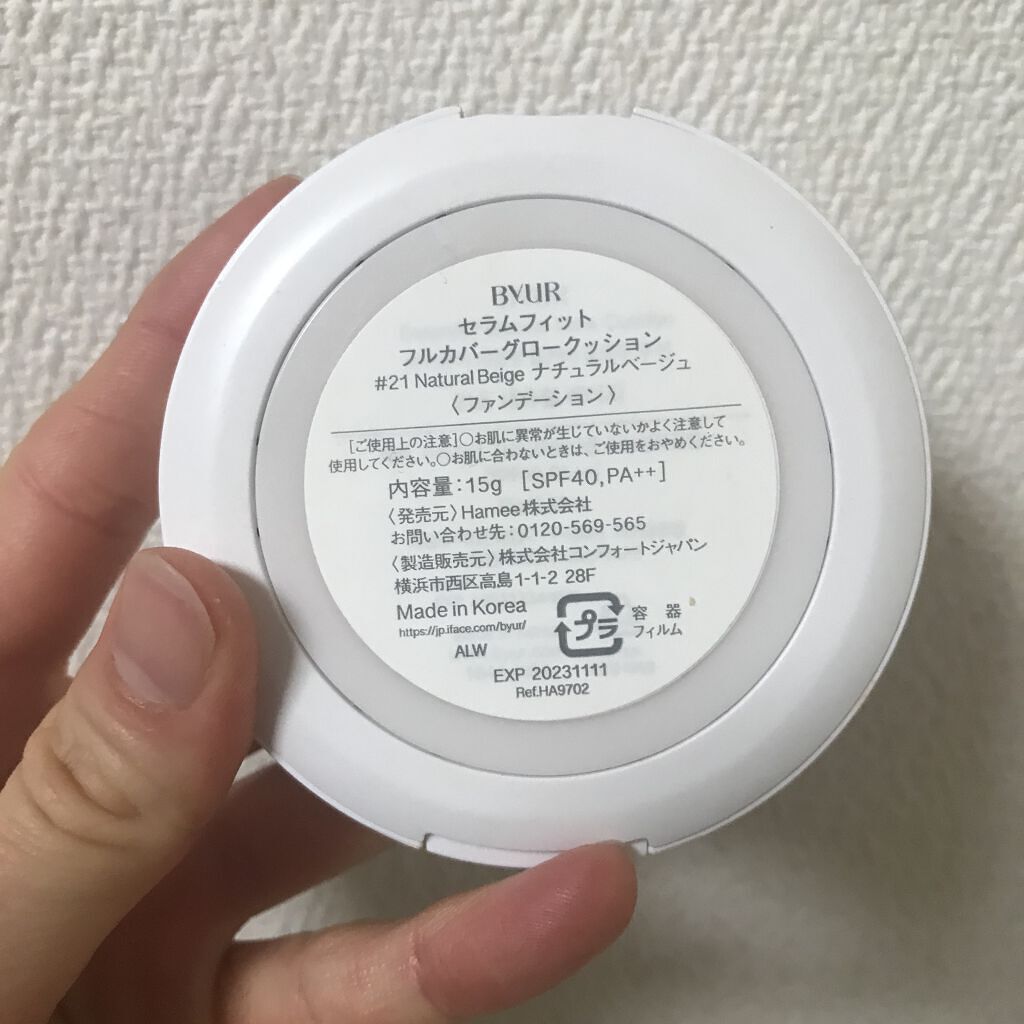 BYUR
セラムフィット
フルカバーグロークッション
#21 Natural Beige ナチュラルベージュ
〈ファンデーション〉
[ご使用上の注意]○お肌に異常が生じていないかよく注意して
使用してください。○お肌に合わないときは、ご使用をおやめください。
内容量:15g [SPF40,PA++]
〈発売元〉Hamee株式会社
お問い合わせ先:0120-569-565
〈製造販売元〉株式会社コンフォートジャパン
横浜市西区高島1-1-2 28F
Made in Korea
https://jp.iface.com/byur/
プラ
容 器
フィルム
ALW
EXP 20231111
Ref.HA9702